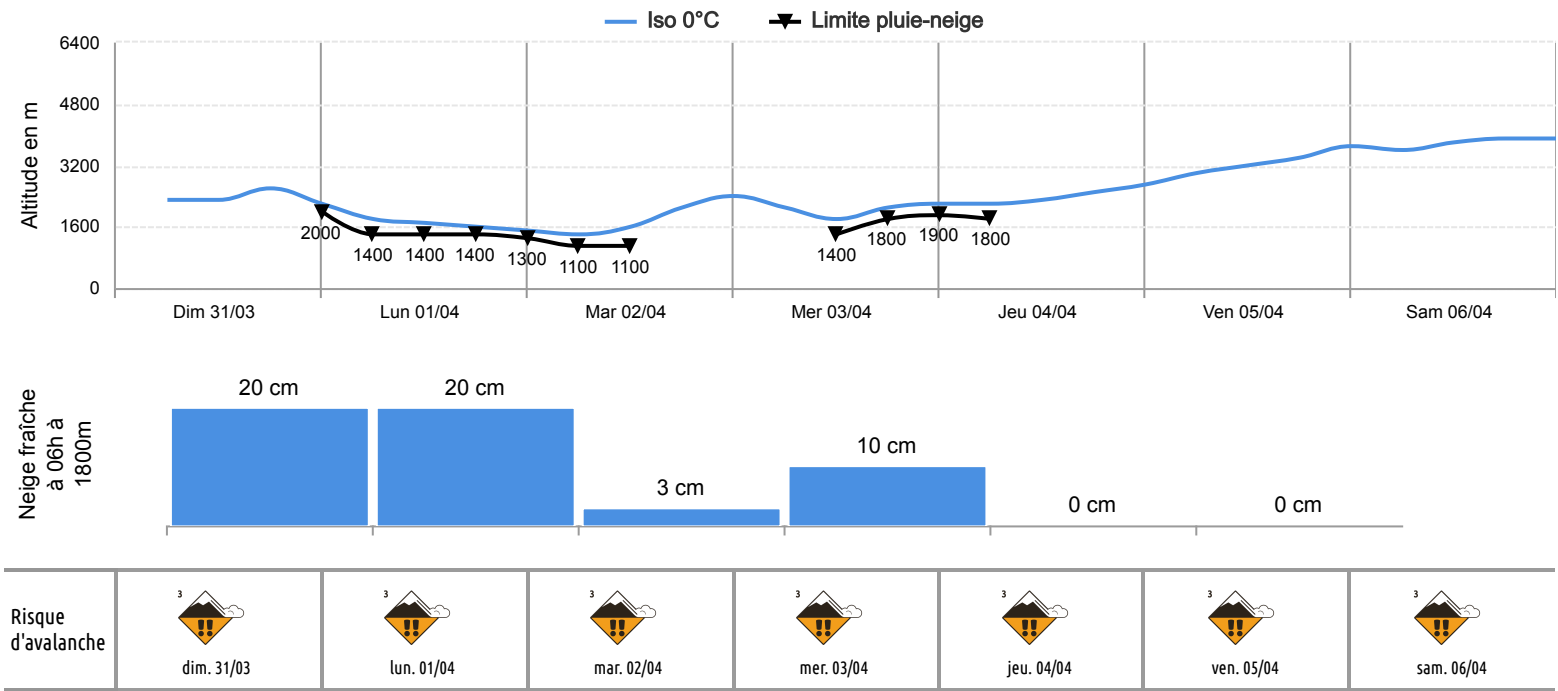 Iso 0°C Limite pluie-neige
Altitude en m
6400
4800
3200
1600
0
2000 1400 1400 1400 1300 1100 1100 1400 1800 1900 1800
Dim 31/03 Lun 01/04 Mar 02/04 Mer 03/04 Jeu 04/04 Ven 05/04 Sam 06/04
Neige fraîche
à 06h à
1800m
20 cm 20 cm 3 cm 10 cm 0 cm 0 cm
Risque
d'avalanche
3 3 3 3 3 3 3
dim. 31/03 lun. 01/04 mar. 02/04 mer. 03/04 jeu. 04/04 ven. 05/04 sam. 06/04